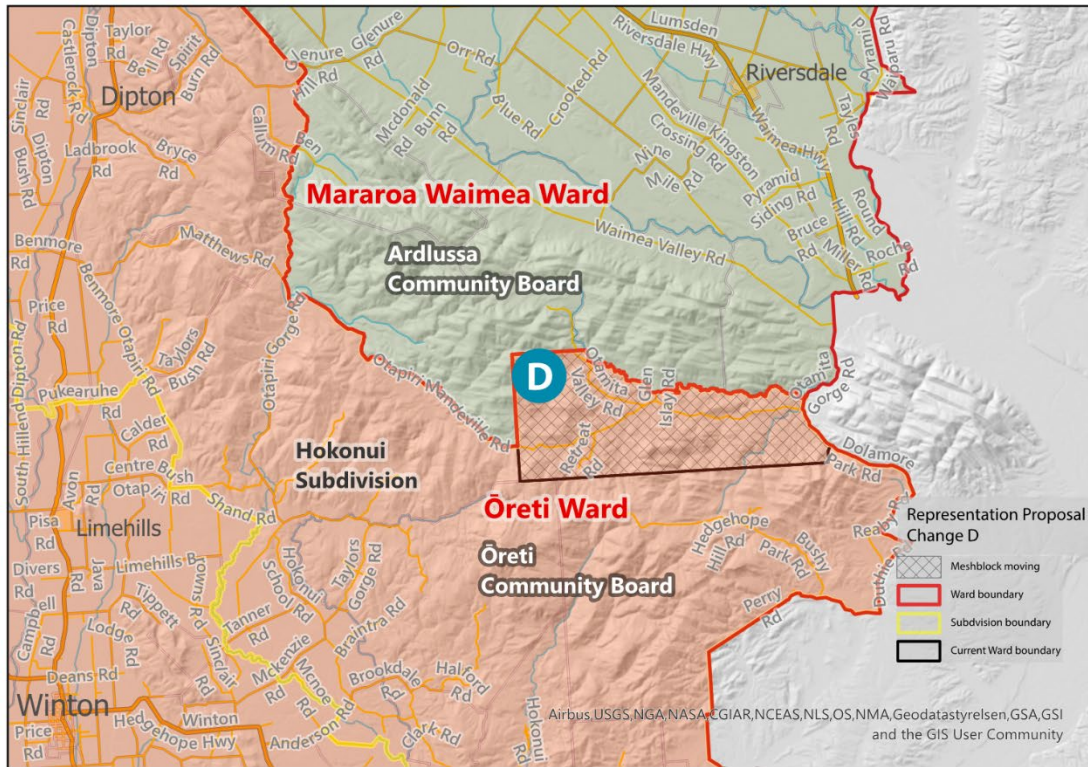 Taylor
Rd
Bell Rd
Spirit
Burn Rd
Dipton
Castlerock Rd
Sinclair
Rd
Dipton
Dipton
Bush Rd
Ladbrook
Rd
Bryce
Rd
Callum Rd
Glenure
Hill Rd
Glenure
Rd
Ben
Mcdonald
Rd
Bunn
Rd
Orr Rd
Blue Rd
Crooked Rd
Lumsden
Riversdale Hwy
Riversdale
Waiparu Rd
Mandeville Kingston
Crossing Rd
Nine
Mile Rd
Pyramid
Siding Rd
Waimea Hwy
Tayles
Rd
Round
Hill Rd
Bruce
Rd
Miller Rd
Roche
Rd
Waimea Valley Rd
Mararoa Waimea Ward
Ardlussa
Community Board
Benmore
Rd
Matthews Rd
Price
Rd
Benmore Otapiri Rd
Taylors
Bush Rd
Otapiri Gorge Rd
Otapiri Mandeville Rd
South Hillend Dipton Rd
Pukearuhe
Rd
Calder
Rd
Centre Bush
Otapiri
Rd
Shand Rd
D
Otamita
Valley Rd
Glen
Islay Rd
Otamita
Gorge Rd
Retreat
Rd
Dolamore
Park Rd
Reaby Rd
Hokonui
Subdivision
Ōreti Ward
Ōreti
Community Board
Hedgehope
Hill Rd
Bushy
Park Rd
Perry
Rd
Pisa
Rd
Avon
Rd
Limehills
Divers
Rd
Java
Rd
Limehills
Browns
Rd
Hokonui
School Rd
Taylors
Gorge Rd
Campbell
Rd
Lodge Rd
Tippett
Rd
Tanner
Rd
Sinclair
Rd
Mckenzie
Rd
Braintra Rd
Brookdale
Rd
Halford
Rd
Deans Rd
Winton
Price
Rd
Hedgehope Hwy
Winton
Anderson Rd
Clark Rd
Hokonui
Rd
Representation Proposal
Change D
Meshblock moving
Ward boundary
Subdivision boundary
Current Ward boundary
Airbus,USGS,NGA,NASA,CGIAR,NCEAS,NLS,OS,NMA,Geodatastyrelsen,GSA,GSI
and the GIS User Community